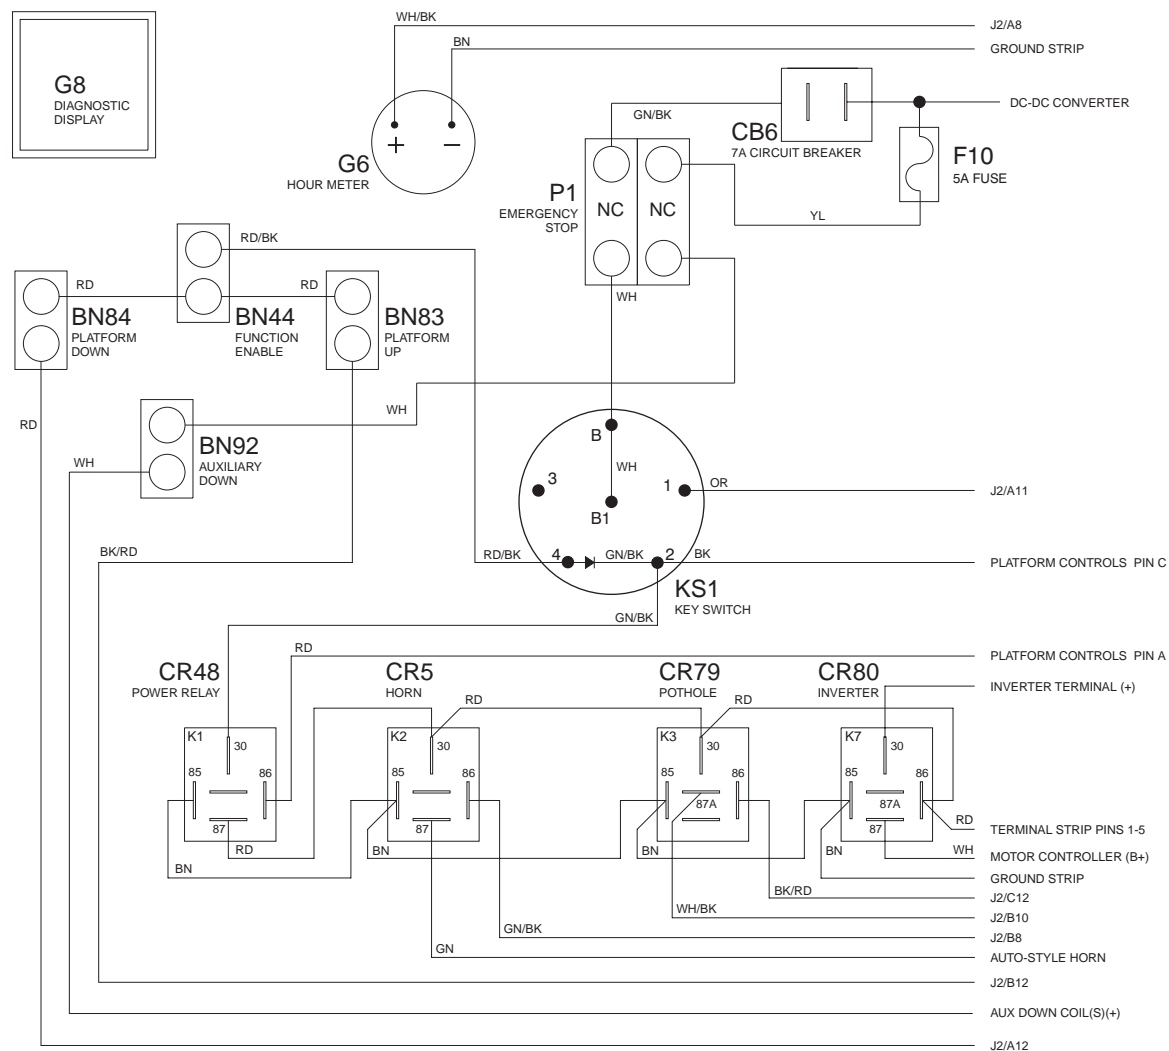 WH/BK
J2/A8
BN
GROUND STRIP
G8
DIAGNOSTIC
DISPLAY
DC-DC CONVERTER
GN/BK
CB6
7A CIRCUIT BREAKER
F10
5A FUSE
+
–
G6
HOUR METER
P1
EMERGENCY
STOP
NC
NC
YL
RD/BK
RD
RD
WH
BN84
PLATFORM
DOWN
BN44
FUNCTION
ENABLE
BN83
PLATFORM
UP
WH
RD
BN92
AUXILIARY
DOWN
WH
B
WH
3
1
OR
J2/A11
B1
BK/RD
RD/BK
4
GN/BK
2
BK
PLATFORM CONTROLS PIN C
KS1
KEY SWITCH
GN/BK
RD
PLATFORM CONTROLS PIN A
CR48
POWER RELAY
CR5
HORN
CR79
POTHOLE
CR80
INVERTER
INVERTER TERMINAL (+)
RD
RD
K1
30
85
86
87
K2
30
85
86
87
K3
30
85
86
87A
K7
30
85
86
87A
87
RD
TERMINAL STRIP PINS 1-5
RD
BN
BN
BN
BN
WH
MOTOR CONTROLLER (B+)
GROUND STRIP
BK/RD
J2/C12
WH/BK
J2/B10
GN/BK
J2/B8
GN
AUTO-STYLE HORN
J2/B12
AUX DOWN COIL(S)(+)
J2/A12